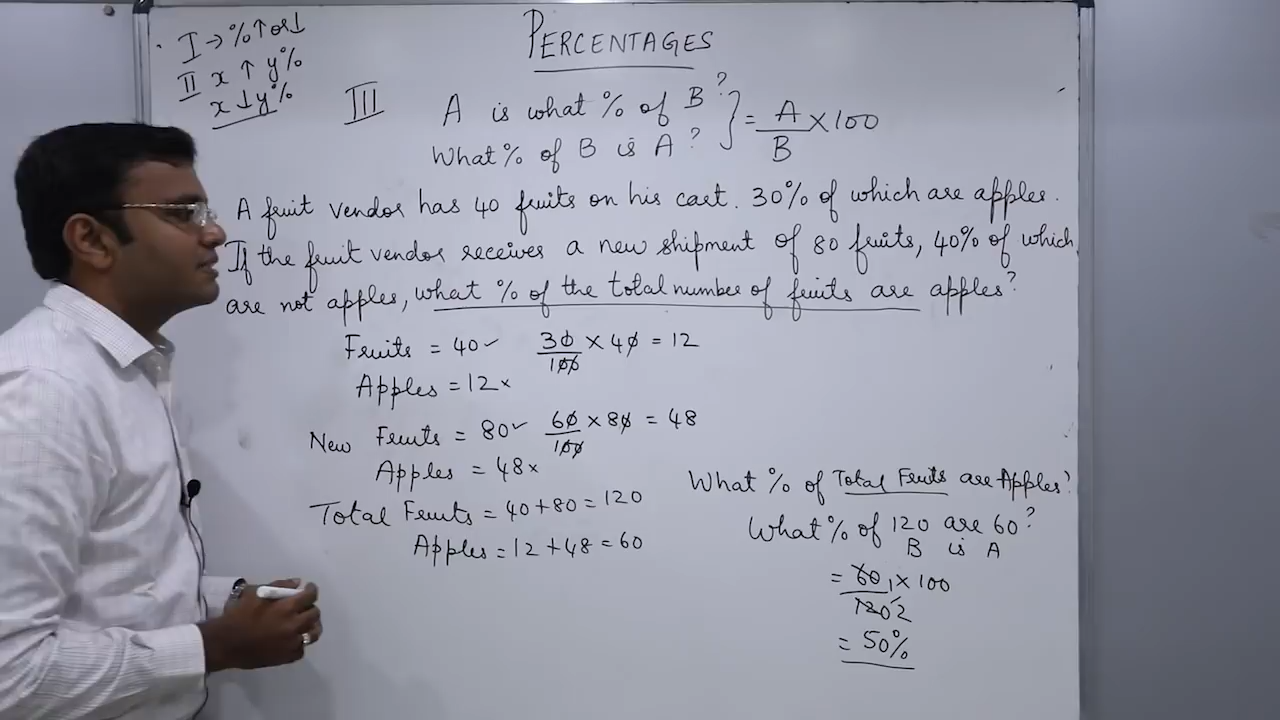 PERCENTAGES
I → % ↑ or ↓
II x ↑ y%
x ↓ y%
III
A is what % of B?
What % of B is A?
} = A/B × 100
A fruit vendor has 40 fruits on his cart. 30% of which are apples.
If the fruit vendor receives a new shipment of 80 fruits, 40% of which
are not apples, what % of the total number of fruits are apples?
Fruits = 40 ✓ 30/100 × 40 = 12
Apples = 12 ×
New Fruits = 80 ✓ 60/100 × 80 = 48
Apples = 48 ×
Total Fruits = 40 + 80 = 120
Apples = 12 + 48 = 60
What % of Total Fruits are Apples?
What % of 120 are 60?
B is A
= 60 1/120 2 × 100
= 50%